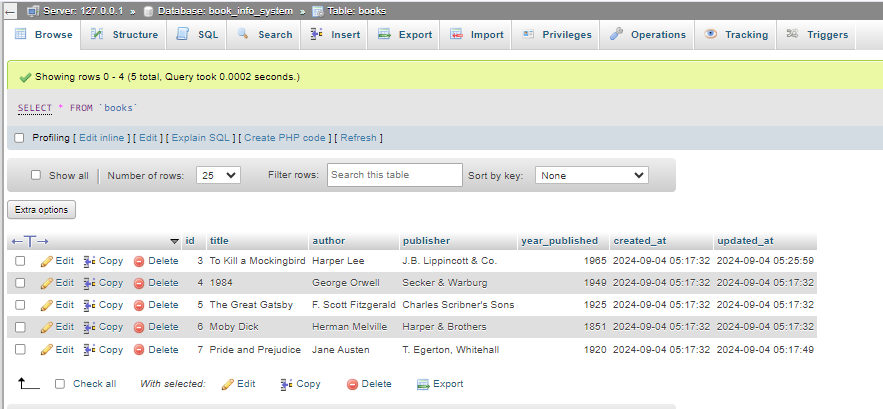 Server: 127.0.0.1 » Database: book_info_system » Table: books
Browse Structure SQL Search Insert Export Import Privileges Operations Tracking Triggers
Showing rows 0 - 4 (5 total, Query took 0.0002 seconds.)
SELECT * FROM `books`
Profiling [ Edit inline ] [ Edit ] [ Explain SQL ] [ Create PHP code ] [ Refresh ]
Show all Number of rows: 25 Filter rows: Search this table Sort by key: None
Extra options
id title author publisher year_published created_at updated_at
Edit Copy Delete 3 To Kill a Mockingbird Harper Lee J.B. Lippincott & Co. 1965 2024-09-04 05:17:32 2024-09-04 05:25:59
Edit Copy Delete 4 1984 George Orwell Secker & Warburg 1949 2024-09-04 05:17:32 2024-09-04 05:17:32
Edit Copy Delete 5 The Great Gatsby F. Scott Fitzgerald Charles Scribner's Sons 1925 2024-09-04 05:17:32 2024-09-04 05:17:32
Edit Copy Delete 6 Moby Dick Herman Melville Harper & Brothers 1851 2024-09-04 05:17:32 2024-09-04 05:17:32
Edit Copy Delete 7 Pride and Prejudice Jane Austen T. Egerton, Whitehall 1920 2024-09-04 05:17:32 2024-09-04 05:17:49
Check all With selected: Edit Copy Delete Export